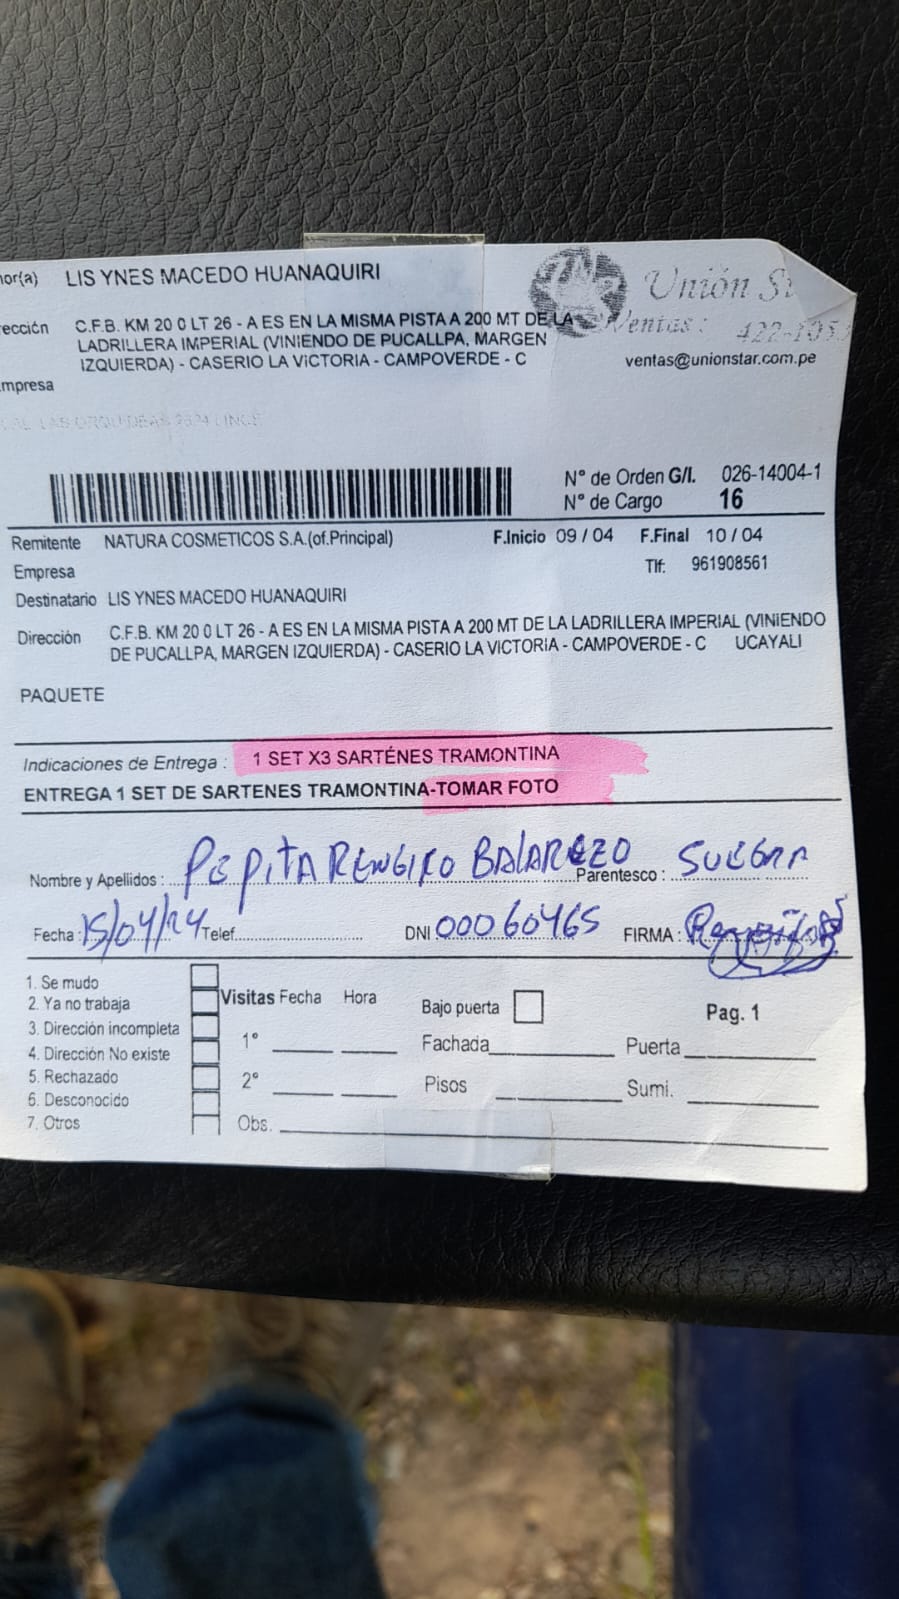 nor(a) LIS YNES MACEDO HUANAQUIRI
Unión
rección C.F.B. KM 20 0 LT 26 - A ES EN LA MISMA PISTA A 200 MT DE LA
LADRILLERA IMPERIAL (VINIENDO DE PUCALLPA, MARGEN
IZQUIERDA) - CASERIO LA VICTORIA - CAMPOVERDE - C
Ventas: 422-105
ventas@unionstar.com.pe
mpresa
N° de Orden G/I. 026-14004-1
N° de Cargo 16
Remitente NATURA COSMETICOS S.A.(of.Principal) F.Inicio 09 / 04 F.Final 10 / 04
Empresa Tlf: 961908561
Destinatario LIS YNES MACEDO HUANAQUIRI
Dirección C.F.B. KM 20 0 LT 26 - A ES EN LA MISMA PISTA A 200 MT DE LA LADRILLERA IMPERIAL (VINIENDO
DE PUCALLPA, MARGEN IZQUIERDA) - CASERIO LA VICTORIA - CAMPOVERDE - C UCAYALI
PAQUETE
Indicaciones de Entrega : 1 SET X3 SARTÉNES TRAMONTINA
ENTREGA 1 SET DE SARTENES TRAMONTINA-TOMAR FOTO
Nombre y Apellidos : PEPITA RENGIFO BALAREZO Parentesco : SUEGRA
Fecha : 15/04/24 Telef. DNI 00060465 FIRMA :
1. Se mudo
2. Ya no trabaja
3. Dirección incompleta
4. Dirección No existe
5. Rechazado
6. Desconocido
7. Otros
Visitas Fecha Hora
1°
2°
Obs.
Bajo puerta
Fachada Puerta
Pisos Sumi.
Pag. 1